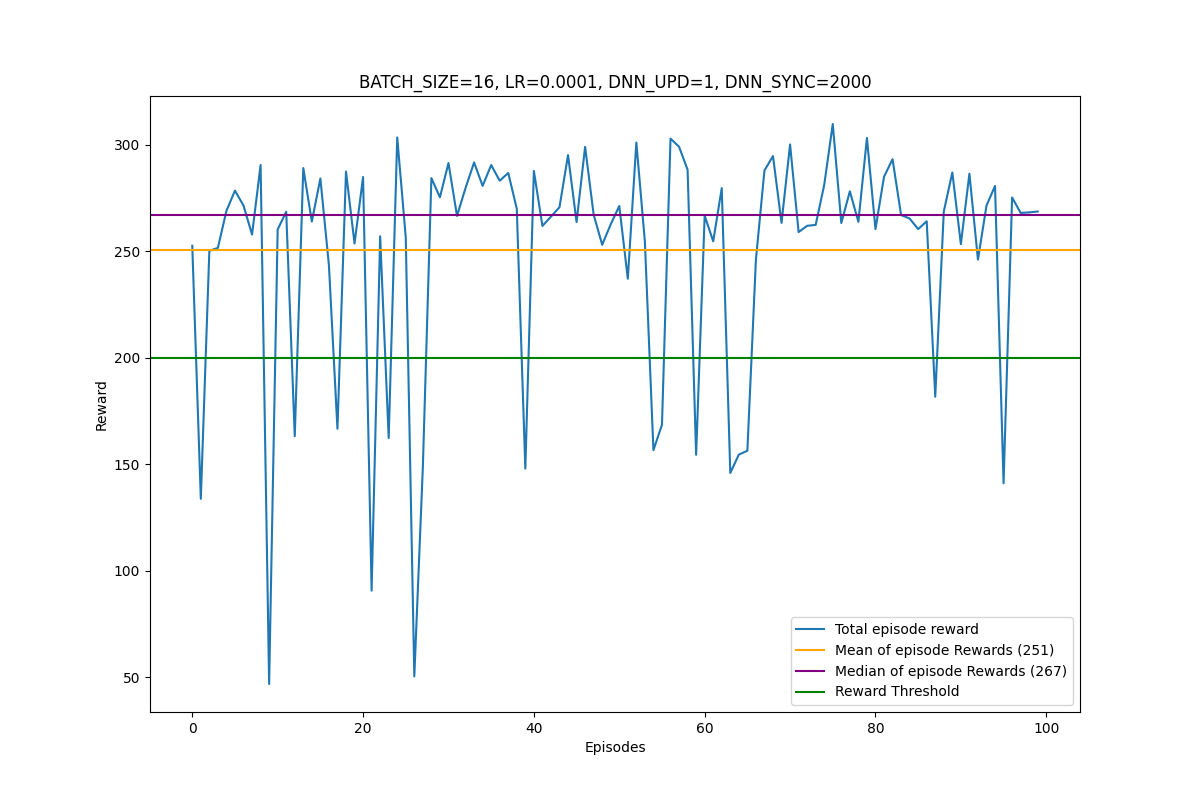 BATCH_SIZE=16, LR=0.0001, DNN_UPD=1, DNN_SYNC=2000
Reward
300
250
200
150
100
50
0 20 40 60 80 100
Episodes
Total episode reward
Mean of episode Rewards (251)
Median of episode Rewards (267)
Reward Threshold